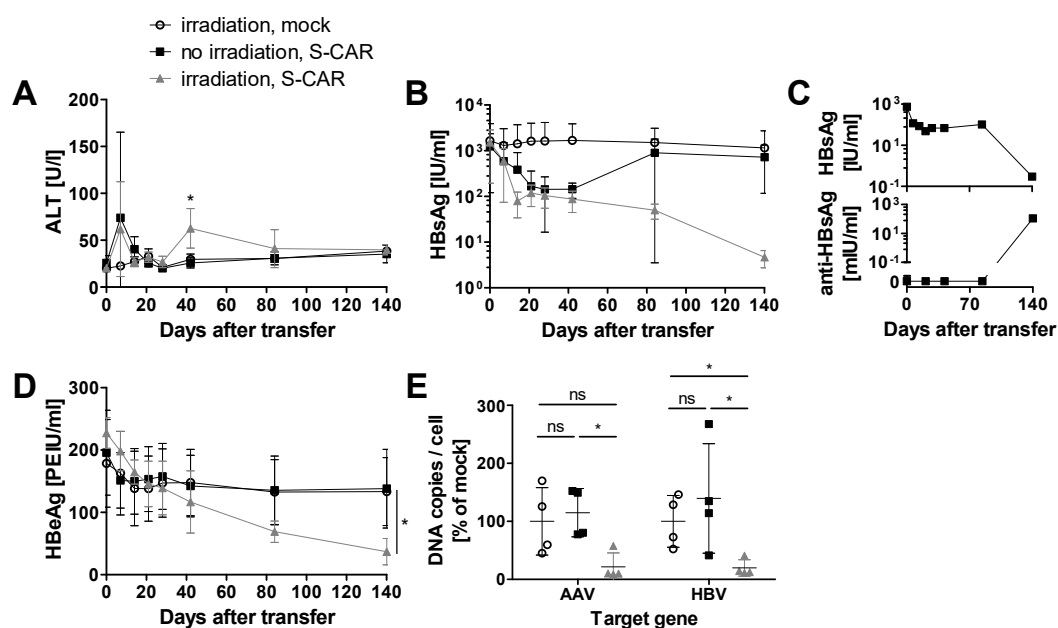 irradiation, mock
no irradiation, S-CAR
irradiation, S-CAR
A
ALT [U/l]
200
150
100
50
0
*
0 20 40 60 80 100 120 140
Days after transfer
B
HBsAg [IU/ml]
10⁴
10³
10²
10¹
10⁰
0 20 40 60 80 100 120 140
Days after transfer
C
HBsAg
[IU/ml]
10³
10¹
10⁻¹
anti-HBsAg
[mIU/ml]
10³
10¹
0
0 70 140
Days after transfer
D
HBeAg [PEIU/ml]
300
200
100
0
*
0 20 40 60 80 100 120 140
Days after transfer
E
DNA copies / cell
[% of mock]
300
200
100
0
ns
ns *
*
ns *
AAV HBV
Target gene